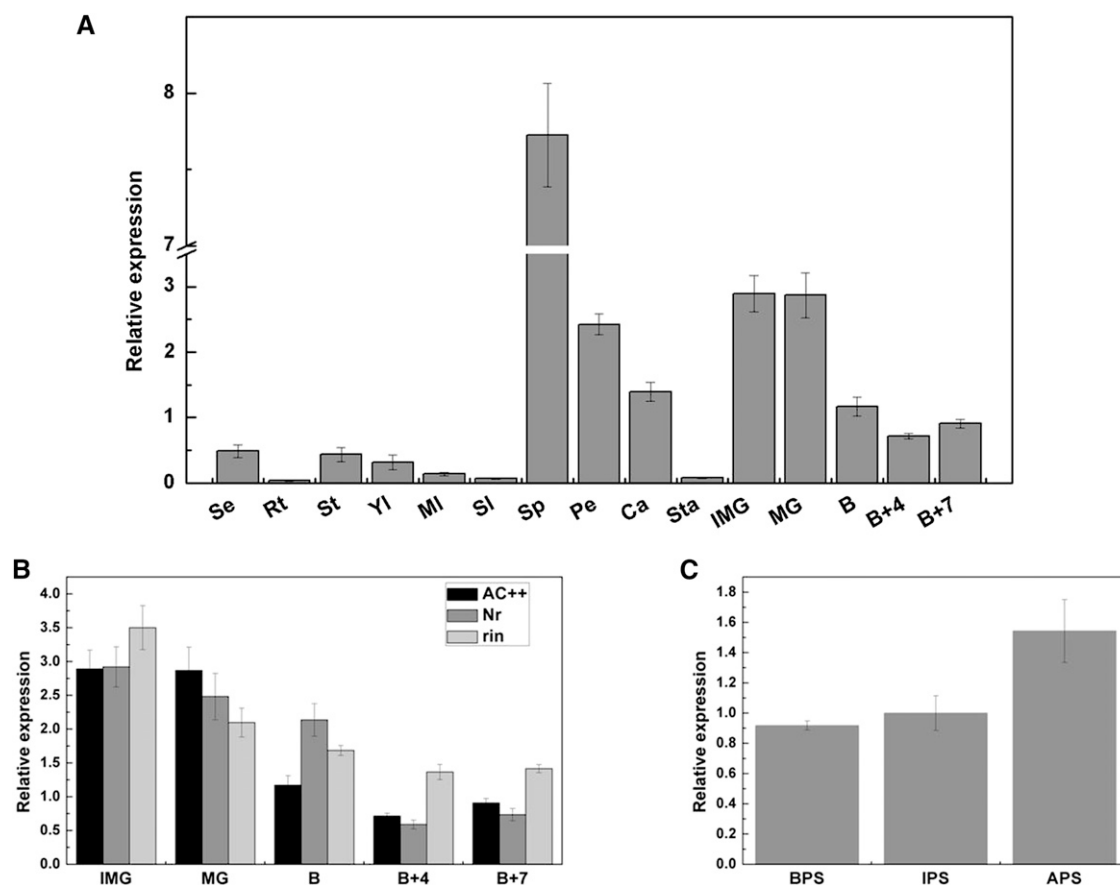 A
Relative expression
8
7
3
2
1
0
Se Rt St Yl Ml Sl Sp Pe Ca Sta IMG MG B B+4 B+7
B
Relative expression
4.0
3.5
3.0
2.5
2.0
1.5
1.0
0.5
0.0
AC++
Nr
rin
IMG MG B B+4 B+7
C
Relative expression
1.8
1.6
1.4
1.2
1.0
0.8
0.6
0.4
0.2
0.0
BPS IPS APS